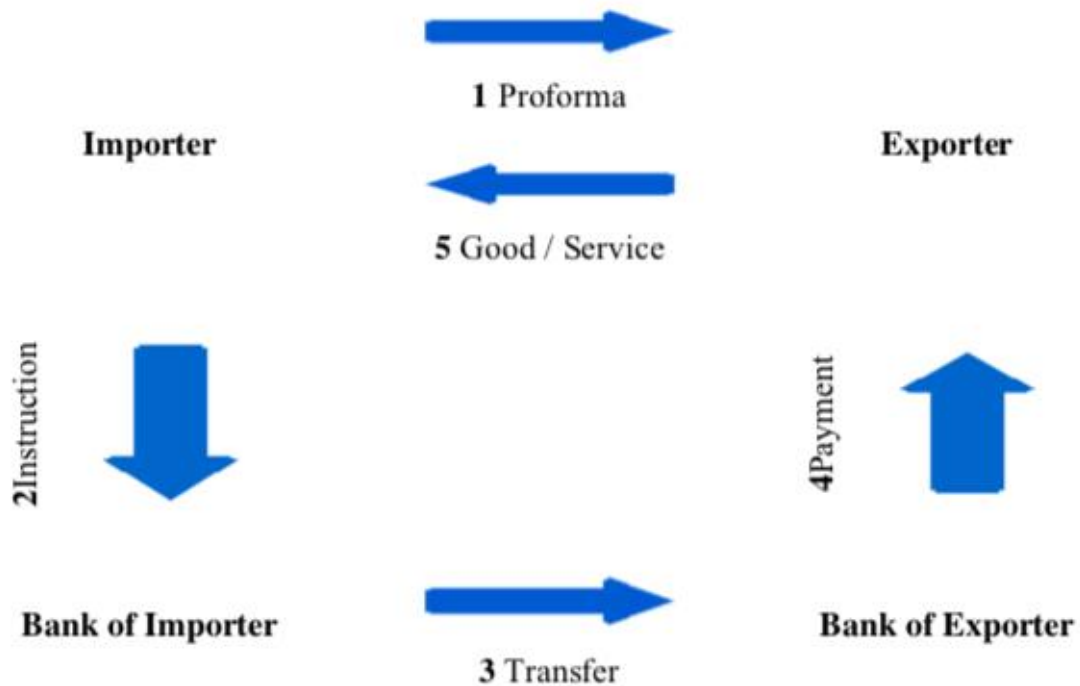 1 Proforma
Importer
Exporter
5 Good / Service
2Instruction
4Payment
Bank of Importer
Bank of Exporter
3 Transfer